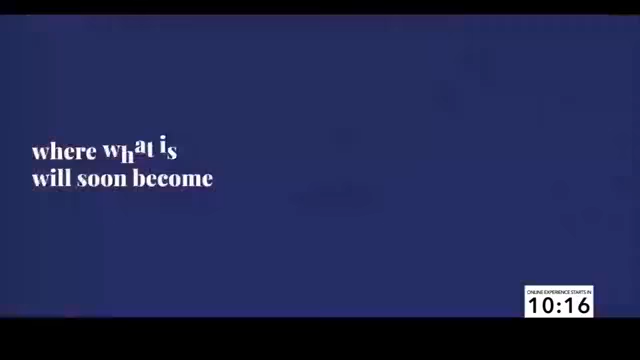 where what is
will soon become
ONLINE EXPERIENCE STARTS IN
10:16